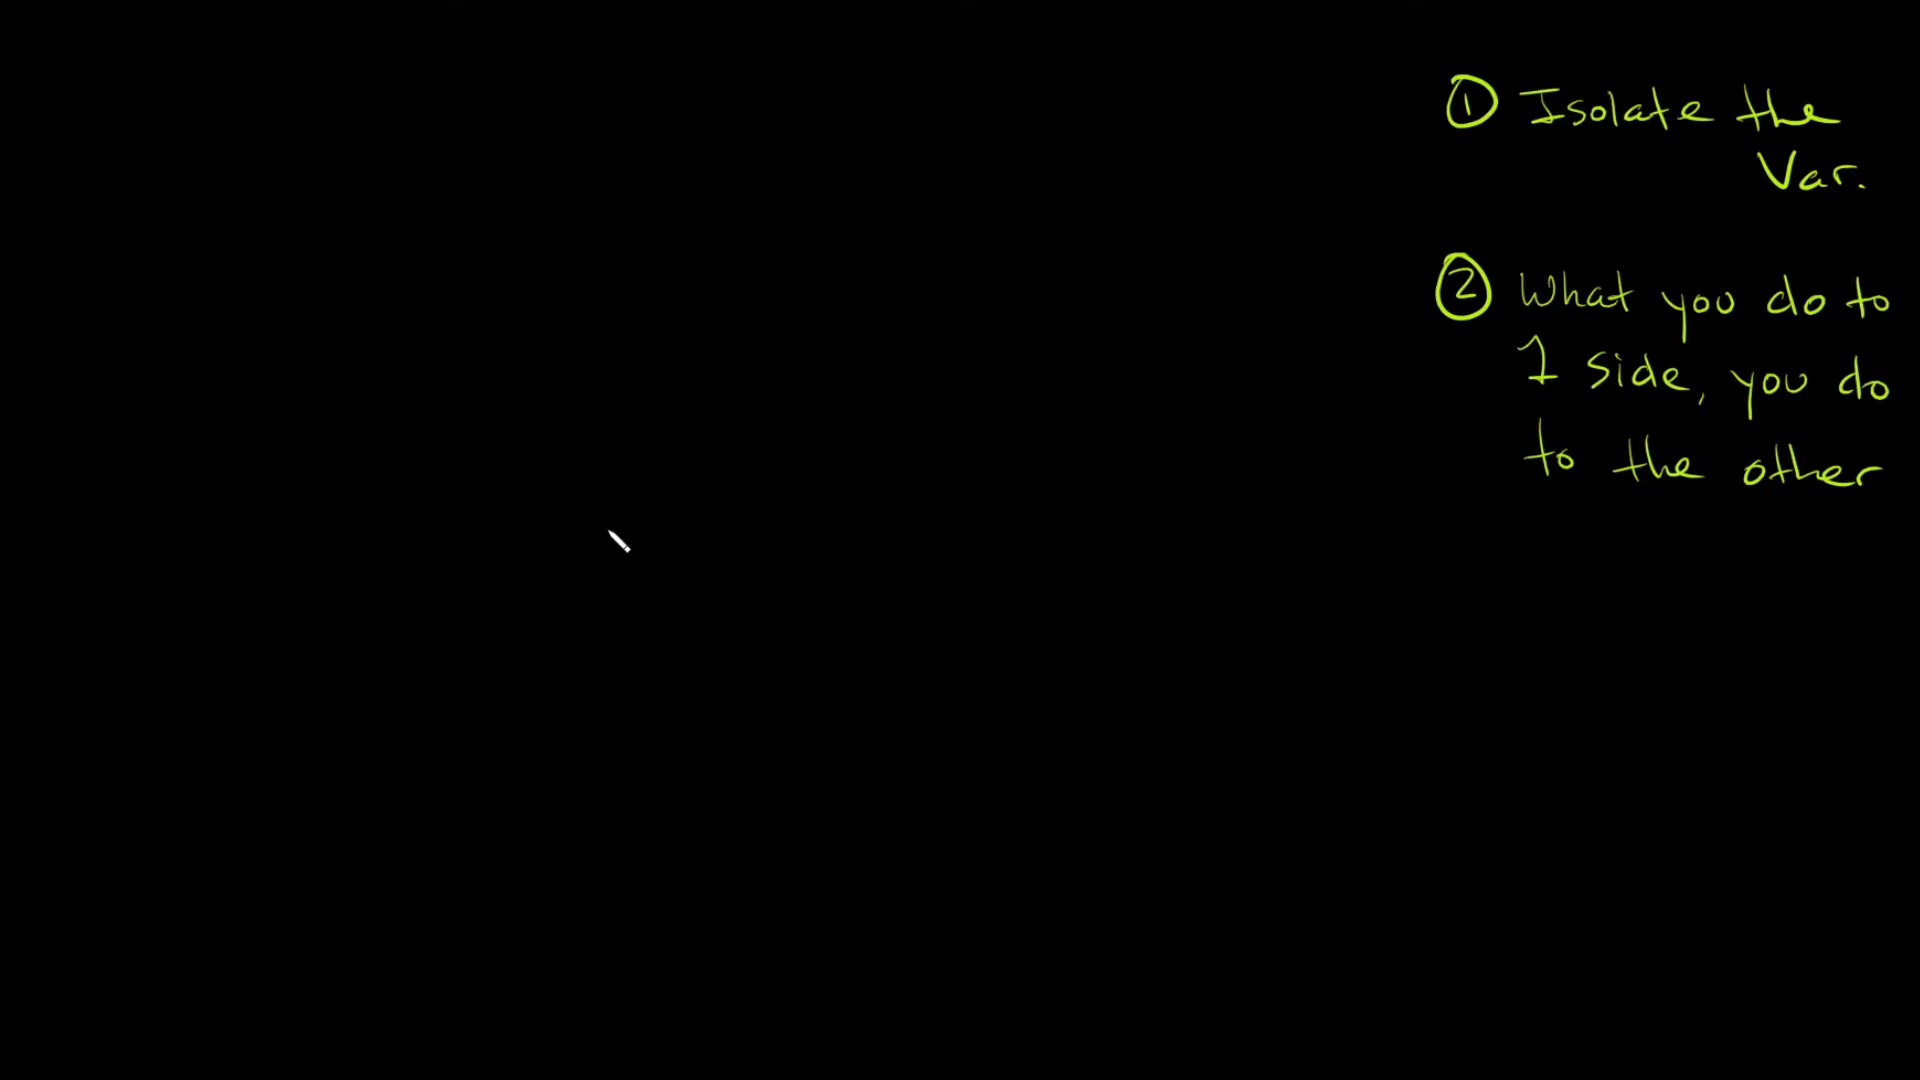 ① Isolate the
Var.
② What you do to
1 side, you do
to the other